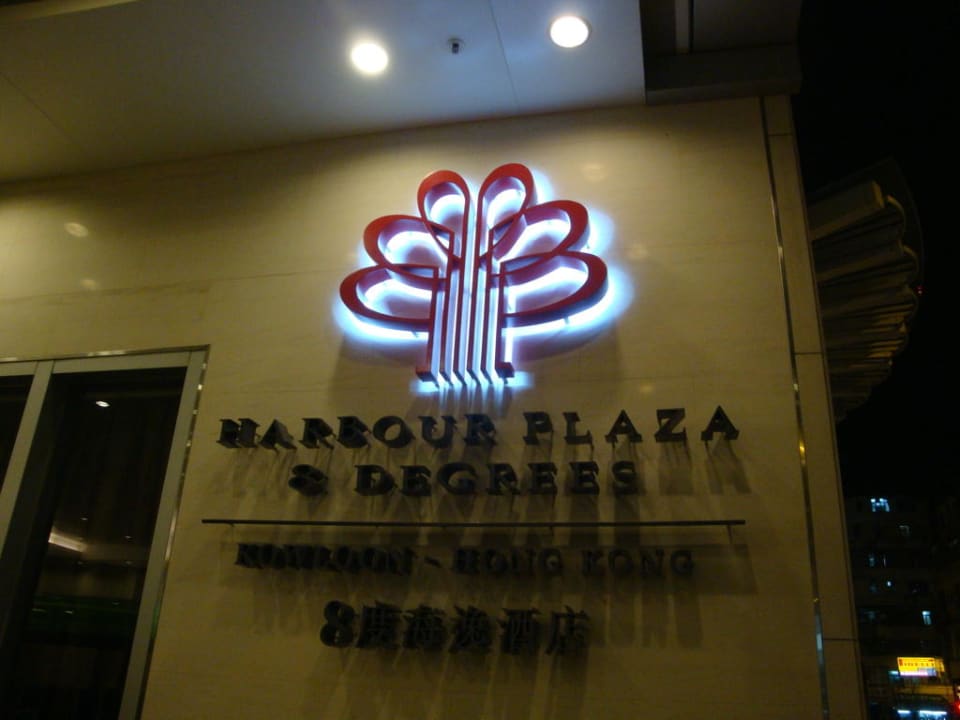 HARBOUR PLAZA
8 DEGREES
KOWLOON - HONG KONG
8度海逸酒店